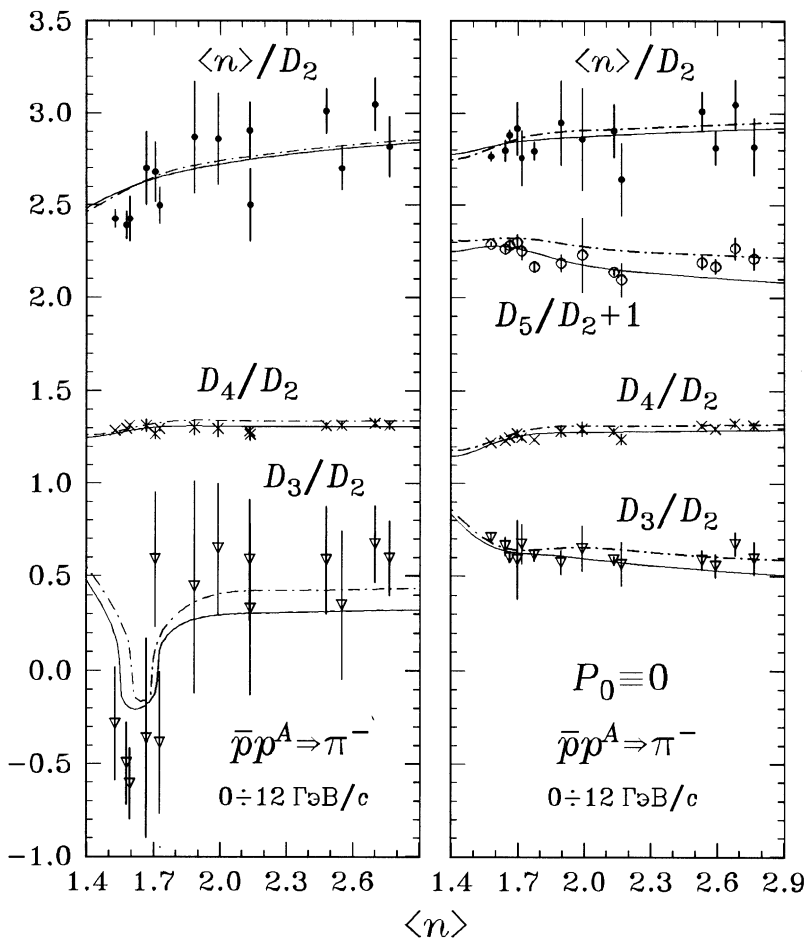 3.5
3.0
2.5
2.0
1.5
1.0
0.5
0.0
−0.5
−1.0
⟨n⟩/D₂
D₄/D₂
D₃/D₂
p̄pᴬ⇒π⁻
0÷12 ГэВ/с
1.4 1.7 2.0 2.3 2.6
⟨n⟩/D₂
D₅/D₂+1
D₄/D₂
D₃/D₂
P₀≡0
p̄pᴬ⇒π⁻
0÷12 ГэВ/с
1.4 1.7 2.0 2.3 2.6 2.9
⟨n⟩